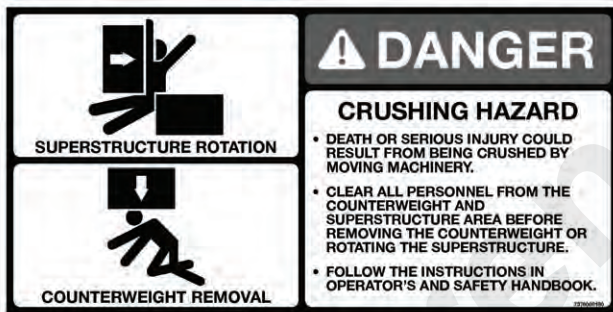 SUPERSTRUCTURE ROTATION
COUNTERWEIGHT REMOVAL
DANGER
CRUSHING HAZARD
• DEATH OR SERIOUS INJURY COULD
RESULT FROM BEING CRUSHED BY
MOVING MACHINERY.
• CLEAR ALL PERSONNEL FROM THE
COUNTERWEIGHT AND
SUPERSTRUCTURE AREA BEFORE
REMOVING THE COUNTERWEIGHT OR
ROTATING THE SUPERSTRUCTURE.
• FOLLOW THE INSTRUCTIONS IN
OPERATOR'S AND SAFETY HANDBOOK.